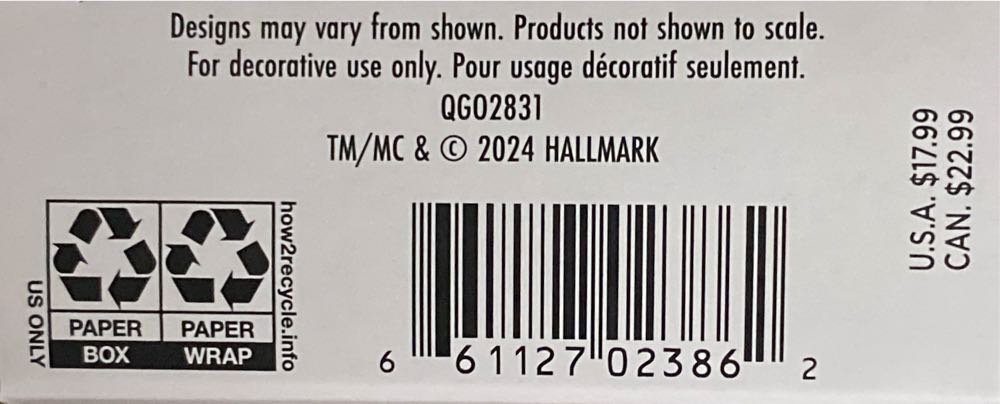 Designs may vary from shown. Products not shown to scale.
For decorative use only. Pour usage décoratif seulement.
QGO2831
TM/MC & © 2024 HALLMARK
U.S.A. $17.99
CAN. $22.99
US ONLY
PAPER
BOX
PAPER
WRAP
how2recycle.info
6 61127 02386 2